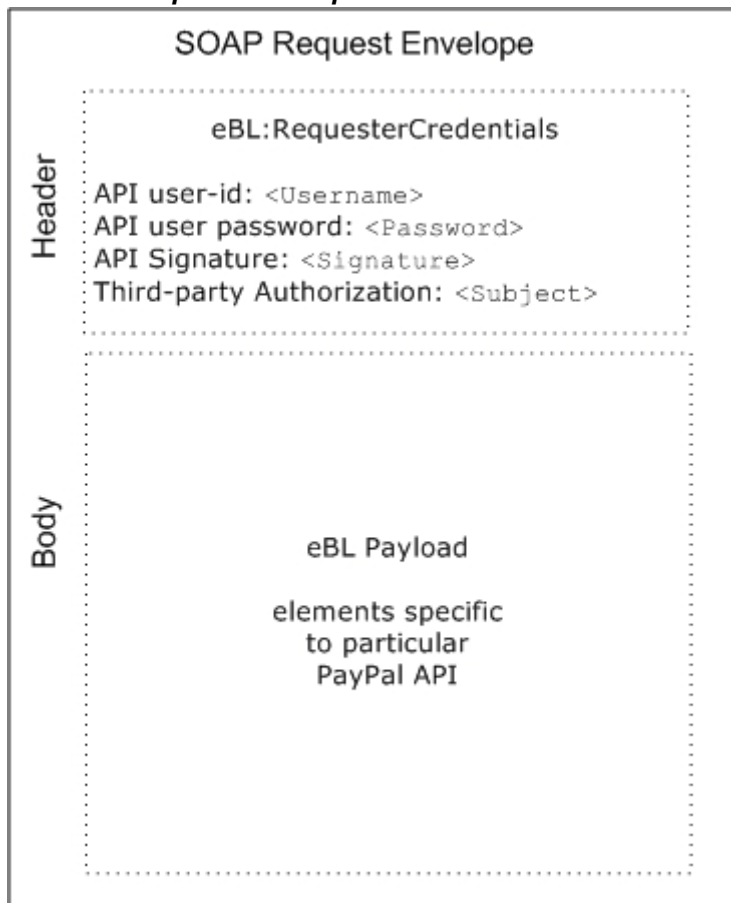 SOAP Request Envelope
Header
eBL:RequesterCredentials
API user-id: <Username>
API user password: <Password>
API Signature: <Signature>
Third-party Authorization: <Subject>
Body
eBL Payload
elements specific
to particular
PayPal API